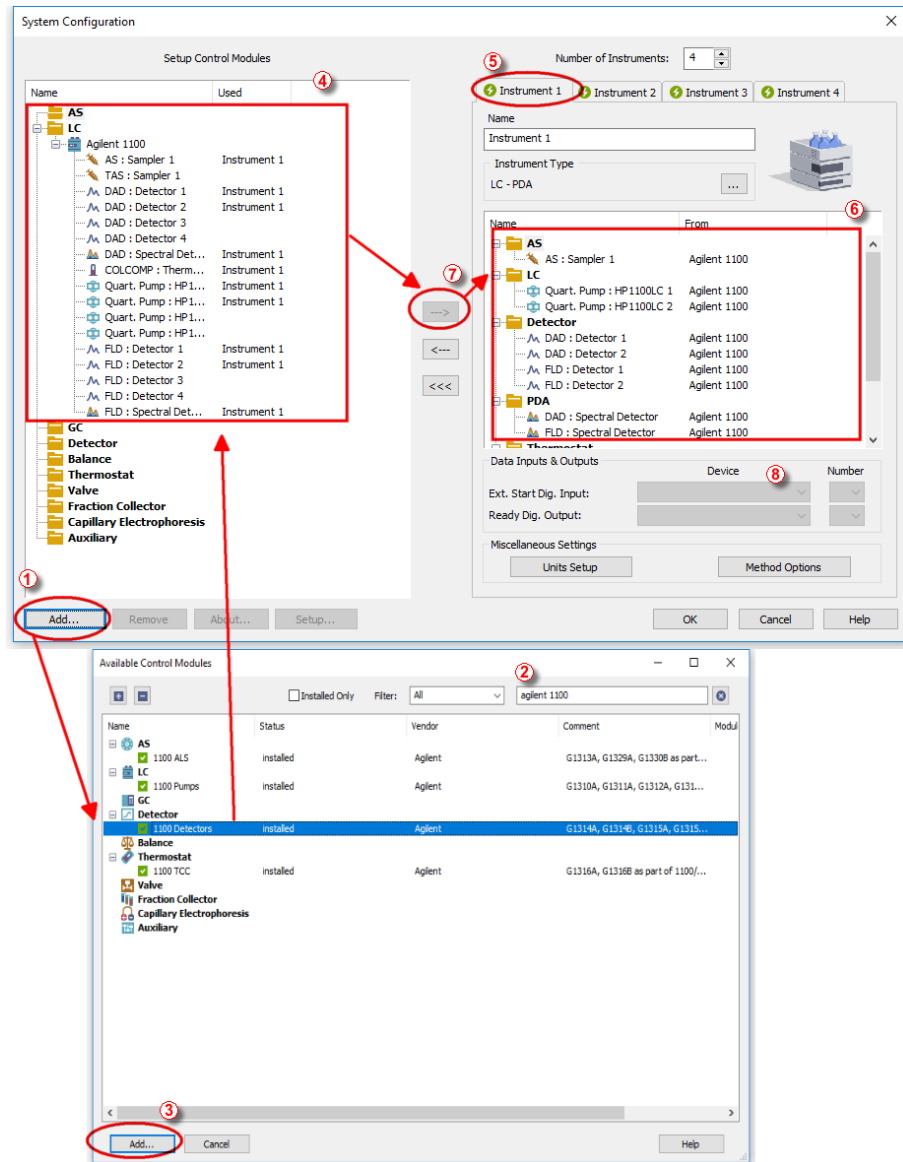 System Configuration
Setup Control Modules
Number of Instruments: 4
④
⑤
Name Used
Instrument 1 Instrument 2 Instrument 3 Instrument 4
AS
LC
Agilent 1100
AS : Sampler 1 Instrument 1
TAS : Sampler 1
DAD : Detector 1 Instrument 1
DAD : Detector 2 Instrument 1
DAD : Detector 3
DAD : Detector 4
DAD : Spectral Det... Instrument 1
COLCOMP : Therm... Instrument 1
Quart. Pump : HP1... Instrument 1
Quart. Pump : HP1... Instrument 1
Quart. Pump : HP1...
Quart. Pump : HP1...
FLD : Detector 1 Instrument 1
FLD : Detector 2 Instrument 1
FLD : Detector 3
FLD : Detector 4
FLD : Spectral Det... Instrument 1
GC
Detector
Balance
Thermostat
Valve
Fraction Collector
Capillary Electrophoresis
Auxiliary
①
Add... Remove About... Setup...
⑦
--->
<---
<<<
Name
Instrument 1
Instrument Type
LC - PDA ...
⑥
Name From
AS
AS : Sampler 1 Agilent 1100
LC
Quart. Pump : HP1100LC 1 Agilent 1100
Quart. Pump : HP1100LC 2 Agilent 1100
Detector
DAD : Detector 1 Agilent 1100
DAD : Detector 2 Agilent 1100
FLD : Detector 1 Agilent 1100
FLD : Detector 2 Agilent 1100
PDA
DAD : Spectral Detector Agilent 1100
FLD : Spectral Detector Agilent 1100
Thermostat
Data Inputs & Outputs
Device ⑧ Number
Ext. Start Dig. Input:
Ready Dig. Output:
Miscellaneous Settings
Units Setup Method Options
OK Cancel Help
Available Control Modules
②
Installed Only Filter: All agilent 1100
Name Status Vendor Comment Modul
AS
1100 ALS installed Agilent G1313A, G1329A, G1330B as part...
LC
1100 Pumps installed Agilent G1310A, G1311A, G1312A, G131...
GC
Detector
1100 Detectors installed Agilent G1314A, G1314B, G1315A, G1315...
Balance
Thermostat
1100 TCC installed Agilent G1316A, G1316B as part of 1100/...
Valve
Fraction Collector
Capillary Electrophoresis
Auxiliary
③
Add... Cancel Help